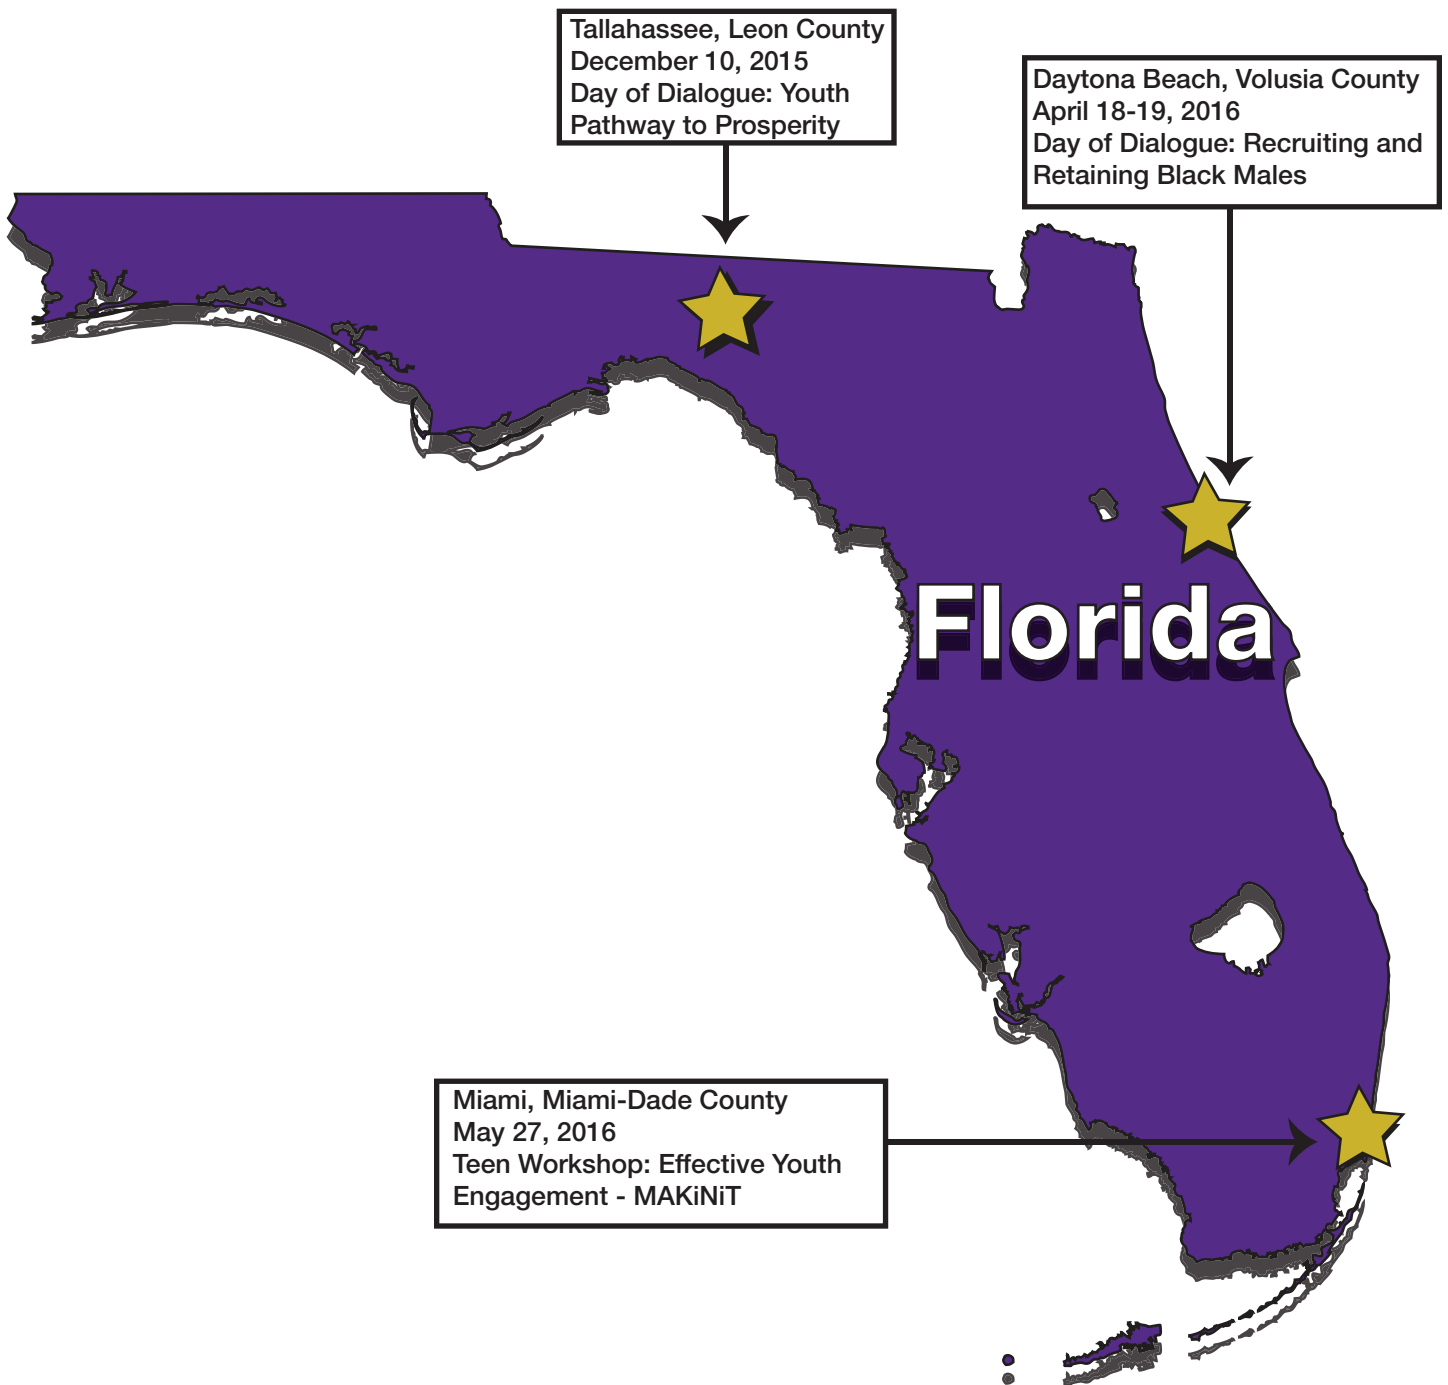 Tallahassee, Leon County
December 10, 2015
Day of Dialogue: Youth
Pathway to Prosperity
Daytona Beach, Volusia County
April 18-19, 2016
Day of Dialogue: Recruiting and
Retaining Black Males
Florida
Miami, Miami-Dade County
May 27, 2016
Teen Workshop: Effective Youth
Engagement - MAKiNiT